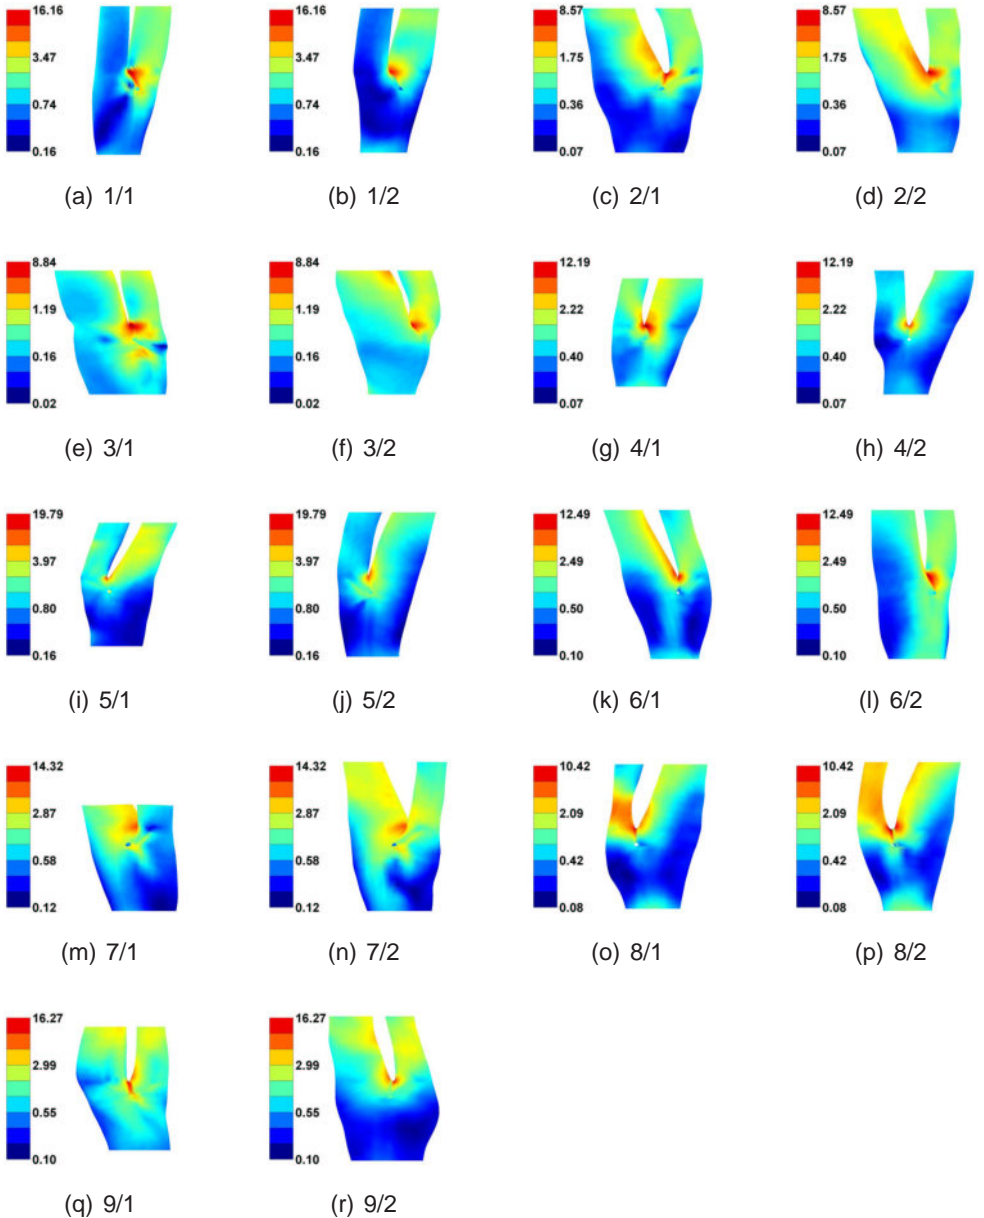 16.16 16.16 8.57 8.57
3.47 3.47 1.75 1.75
0.74 0.74 0.36 0.36
0.16 0.16 0.07 0.07
(a) 1/1 (b) 1/2 (c) 2/1 (d) 2/2
8.84 8.84 12.19 12.19
1.19 1.19 2.22 2.22
0.16 0.16 0.40 0.40
0.02 0.02 0.07 0.07
(e) 3/1 (f) 3/2 (g) 4/1 (h) 4/2
19.79 19.79 12.49 12.49
3.97 3.97 2.49 2.49
0.80 0.80 0.50 0.50
0.16 0.16 0.10 0.10
(i) 5/1 (j) 5/2 (k) 6/1 (l) 6/2
14.32 14.32 10.42 10.42
2.87 2.87 2.09 2.09
0.58 0.58 0.42 0.42
0.12 0.12 0.08 0.08
(m) 7/1 (n) 7/2 (o) 8/1 (p) 8/2
16.27 16.27
2.99 2.99
0.55 0.55
0.10 0.10
(q) 9/1 (r) 9/2